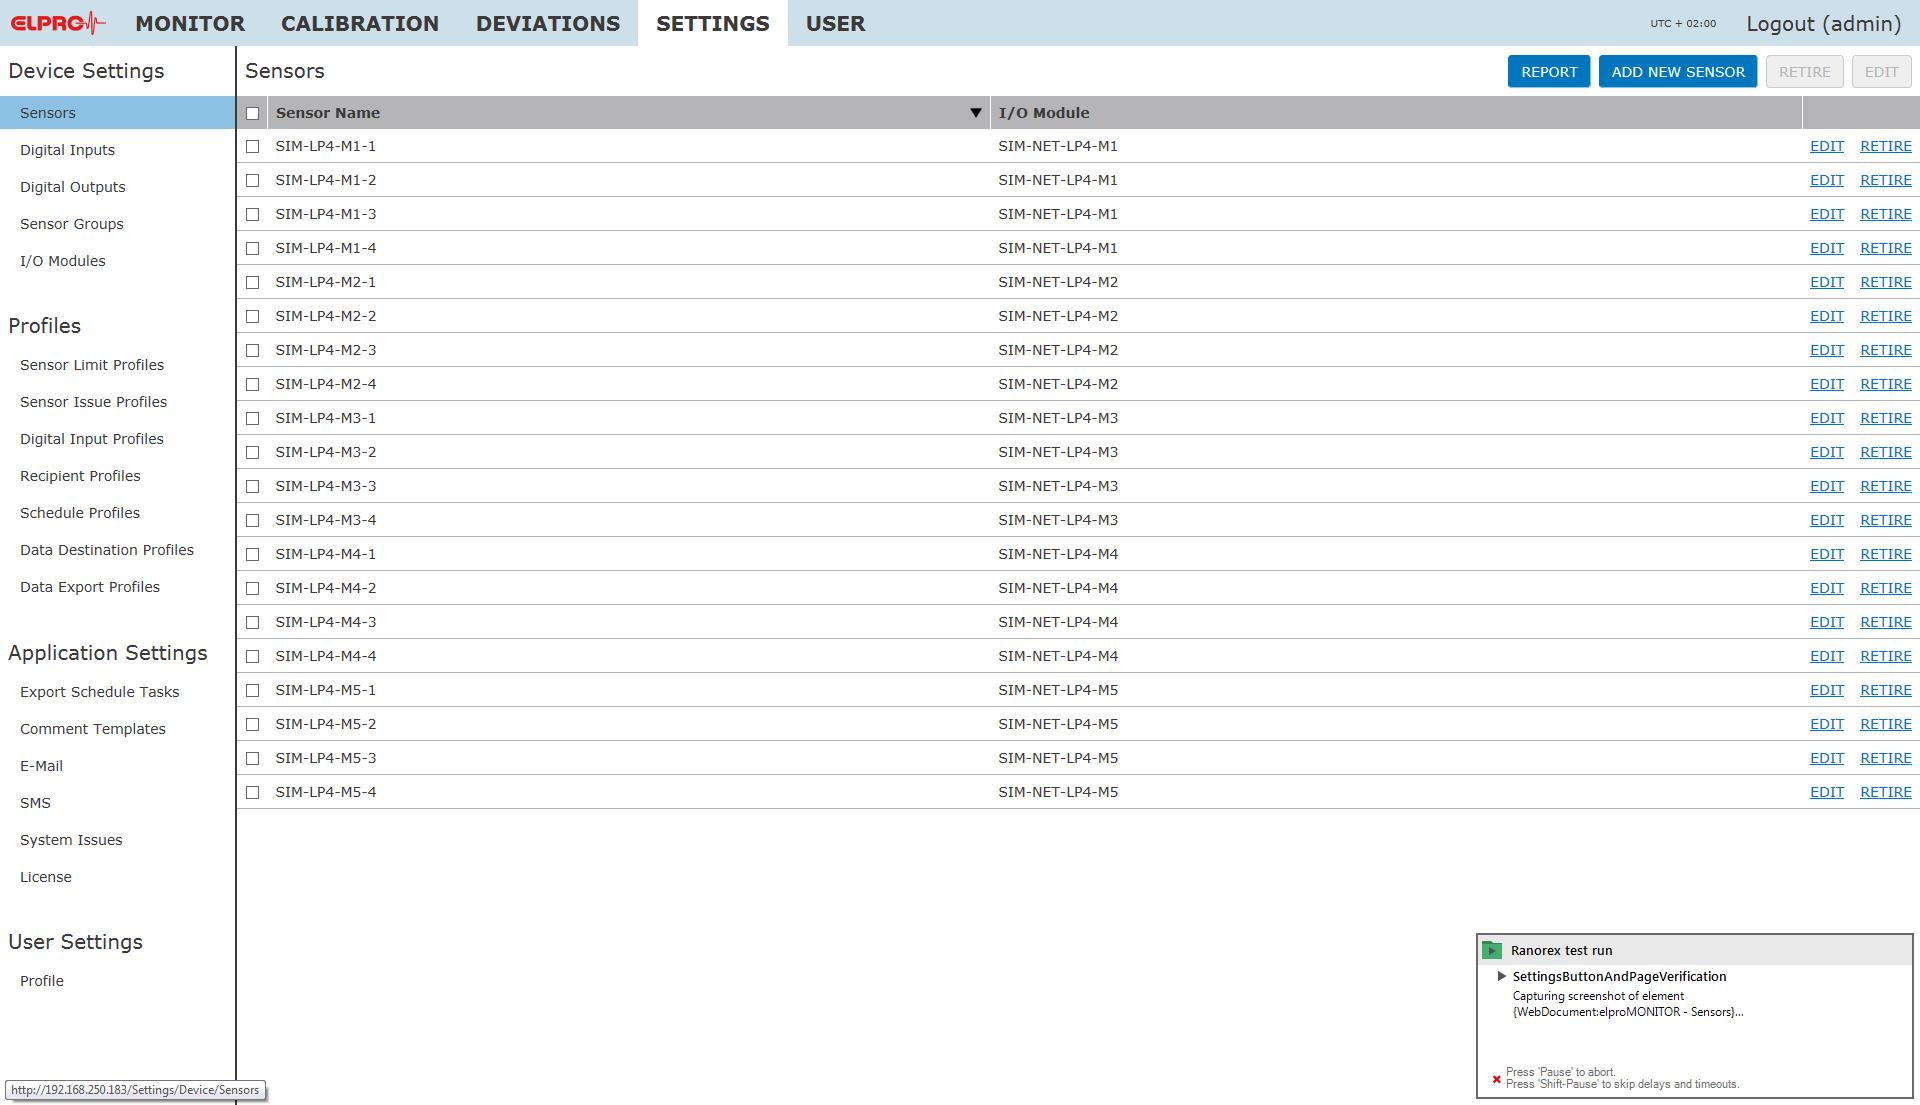 ELPRO MONITOR CALIBRATION DEVIATIONS SETTINGS USER UTC + 02:00 Logout (admin)
Device Settings
Sensors
Digital Inputs
Digital Outputs
Sensor Groups
I/O Modules
Profiles
Sensor Limit Profiles
Sensor Issue Profiles
Digital Input Profiles
Recipient Profiles
Schedule Profiles
Data Destination Profiles
Data Export Profiles
Application Settings
Export Schedule Tasks
Comment Templates
E-Mail
SMS
System Issues
License
User Settings
Profile
Sensors REPORT ADD NEW SENSOR RETIRE EDIT
Sensor Name I/O Module
SIM-LP4-M1-1 SIM-NET-LP4-M1 EDIT RETIRE
SIM-LP4-M1-2 SIM-NET-LP4-M1 EDIT RETIRE
SIM-LP4-M1-3 SIM-NET-LP4-M1 EDIT RETIRE
SIM-LP4-M1-4 SIM-NET-LP4-M1 EDIT RETIRE
SIM-LP4-M2-1 SIM-NET-LP4-M2 EDIT RETIRE
SIM-LP4-M2-2 SIM-NET-LP4-M2 EDIT RETIRE
SIM-LP4-M2-3 SIM-NET-LP4-M2 EDIT RETIRE
SIM-LP4-M2-4 SIM-NET-LP4-M2 EDIT RETIRE
SIM-LP4-M3-1 SIM-NET-LP4-M3 EDIT RETIRE
SIM-LP4-M3-2 SIM-NET-LP4-M3 EDIT RETIRE
SIM-LP4-M3-3 SIM-NET-LP4-M3 EDIT RETIRE
SIM-LP4-M3-4 SIM-NET-LP4-M3 EDIT RETIRE
SIM-LP4-M4-1 SIM-NET-LP4-M4 EDIT RETIRE
SIM-LP4-M4-2 SIM-NET-LP4-M4 EDIT RETIRE
SIM-LP4-M4-3 SIM-NET-LP4-M4 EDIT RETIRE
SIM-LP4-M4-4 SIM-NET-LP4-M4 EDIT RETIRE
SIM-LP4-M5-1 SIM-NET-LP4-M5 EDIT RETIRE
SIM-LP4-M5-2 SIM-NET-LP4-M5 EDIT RETIRE
SIM-LP4-M5-3 SIM-NET-LP4-M5 EDIT RETIRE
SIM-LP4-M5-4 SIM-NET-LP4-M5 EDIT RETIRE
Ranorex test run
SettingsButtonAndPageVerification
Capturing screenshot of element
{WebDocument:elproMONITOR - Sensors}...
Press 'Pause' to abort.
Press 'Shift-Pause' to skip delays and timeouts.
http://192.168.250.183/Settings/Device/Sensors